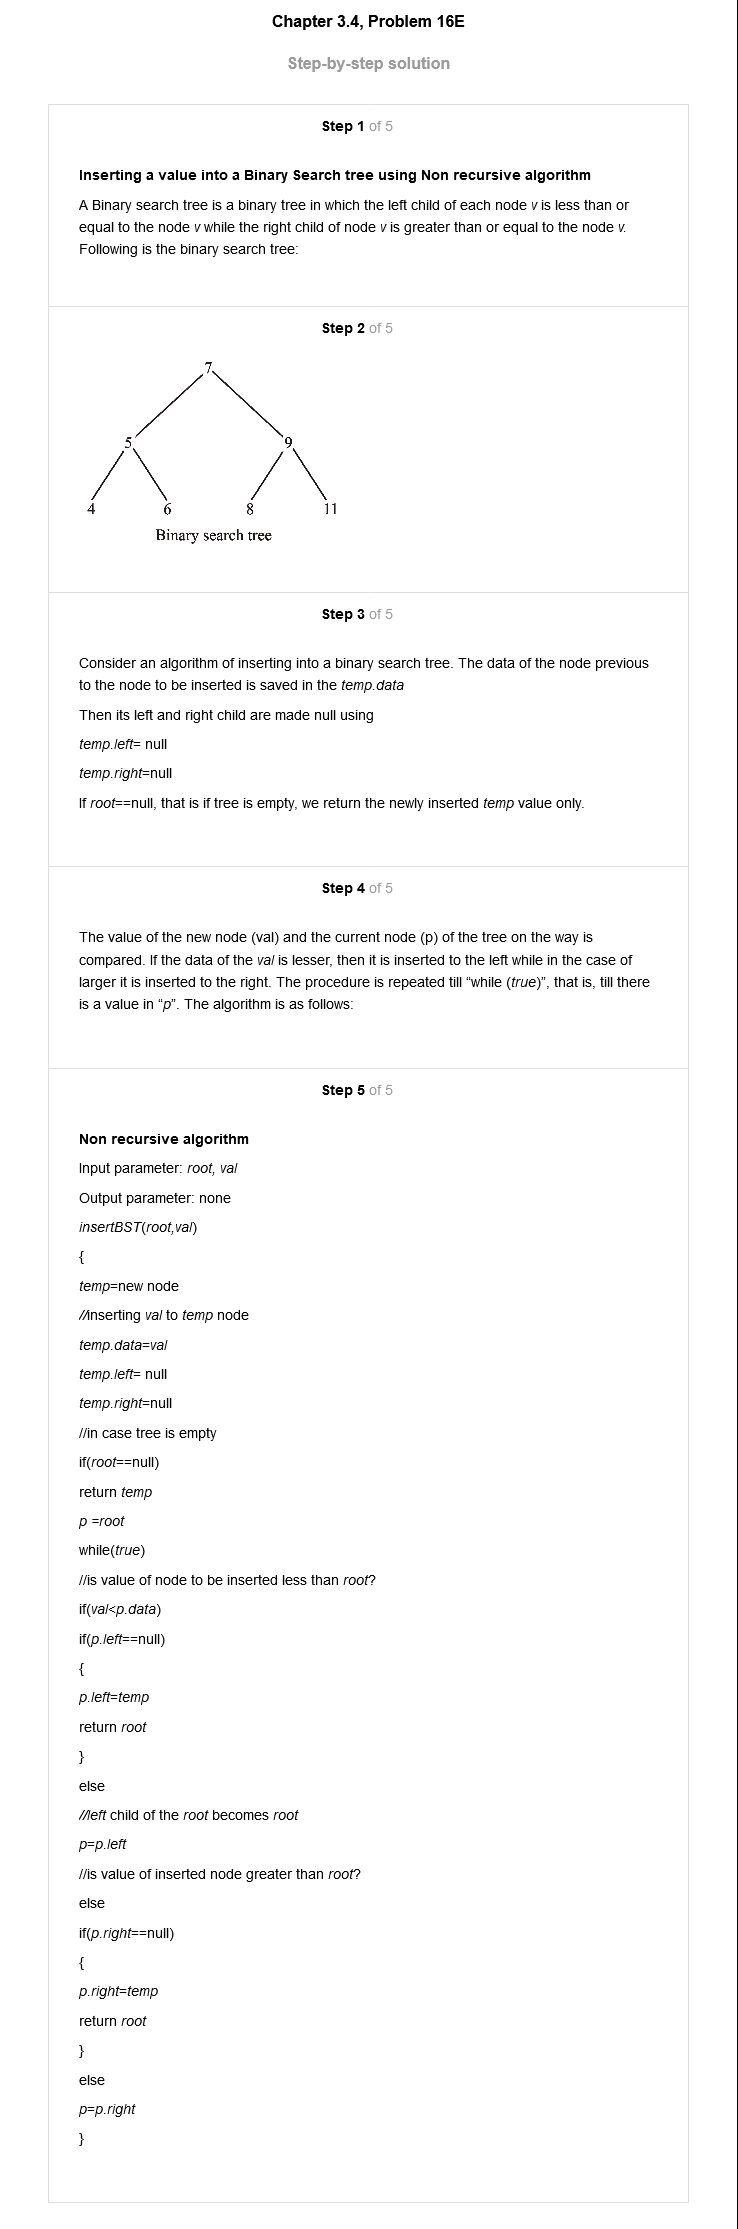 Chapter 3.4, Problem 16E
Step-by-step solution
Step 1 of 5
Inserting a value into a Binary Search tree using Non recursive algorithm
A Binary search tree is a binary tree in which the left child of each node v is less than or
equal to the node v while the right child of node v is greater than or equal to the node v.
Following is the binary search tree:
Step 2 of 5
7
5 9
4 6 8 11
Binary search tree
Step 3 of 5
Consider an algorithm of inserting into a binary search tree. The data of the node previous
to the node to be inserted is saved in the temp.data
Then its left and right child are made null using
temp.left= null
temp.right=null
If root==null, that is if tree is empty, we return the newly inserted temp value only.
Step 4 of 5
The value of the new node (val) and the current node (p) of the tree on the way is
compared. If the data of the val is lesser, then it is inserted to the left while in the case of
larger it is inserted to the right. The procedure is repeated till “while (true)”, that is, till there
is a value in “p”. The algorithm is as follows:
Step 5 of 5
Non recursive algorithm
Input parameter: root, val
Output parameter: none
insertBST(root,val)
{
temp=new node
//inserting val to temp node
temp.data=val
temp.left= null
temp.right=null
//in case tree is empty
if(root==null)
return temp
p =root
while(true)
//is value of node to be inserted less than root?
if(val<p.data)
if(p.left==null)
{
p.left=temp
return root
}
else
//left child of the root becomes root
p=p.left
//is value of inserted node greater than root?
else
if(p.right==null)
{
p.right=temp
return root
}
else
p=p.right
}